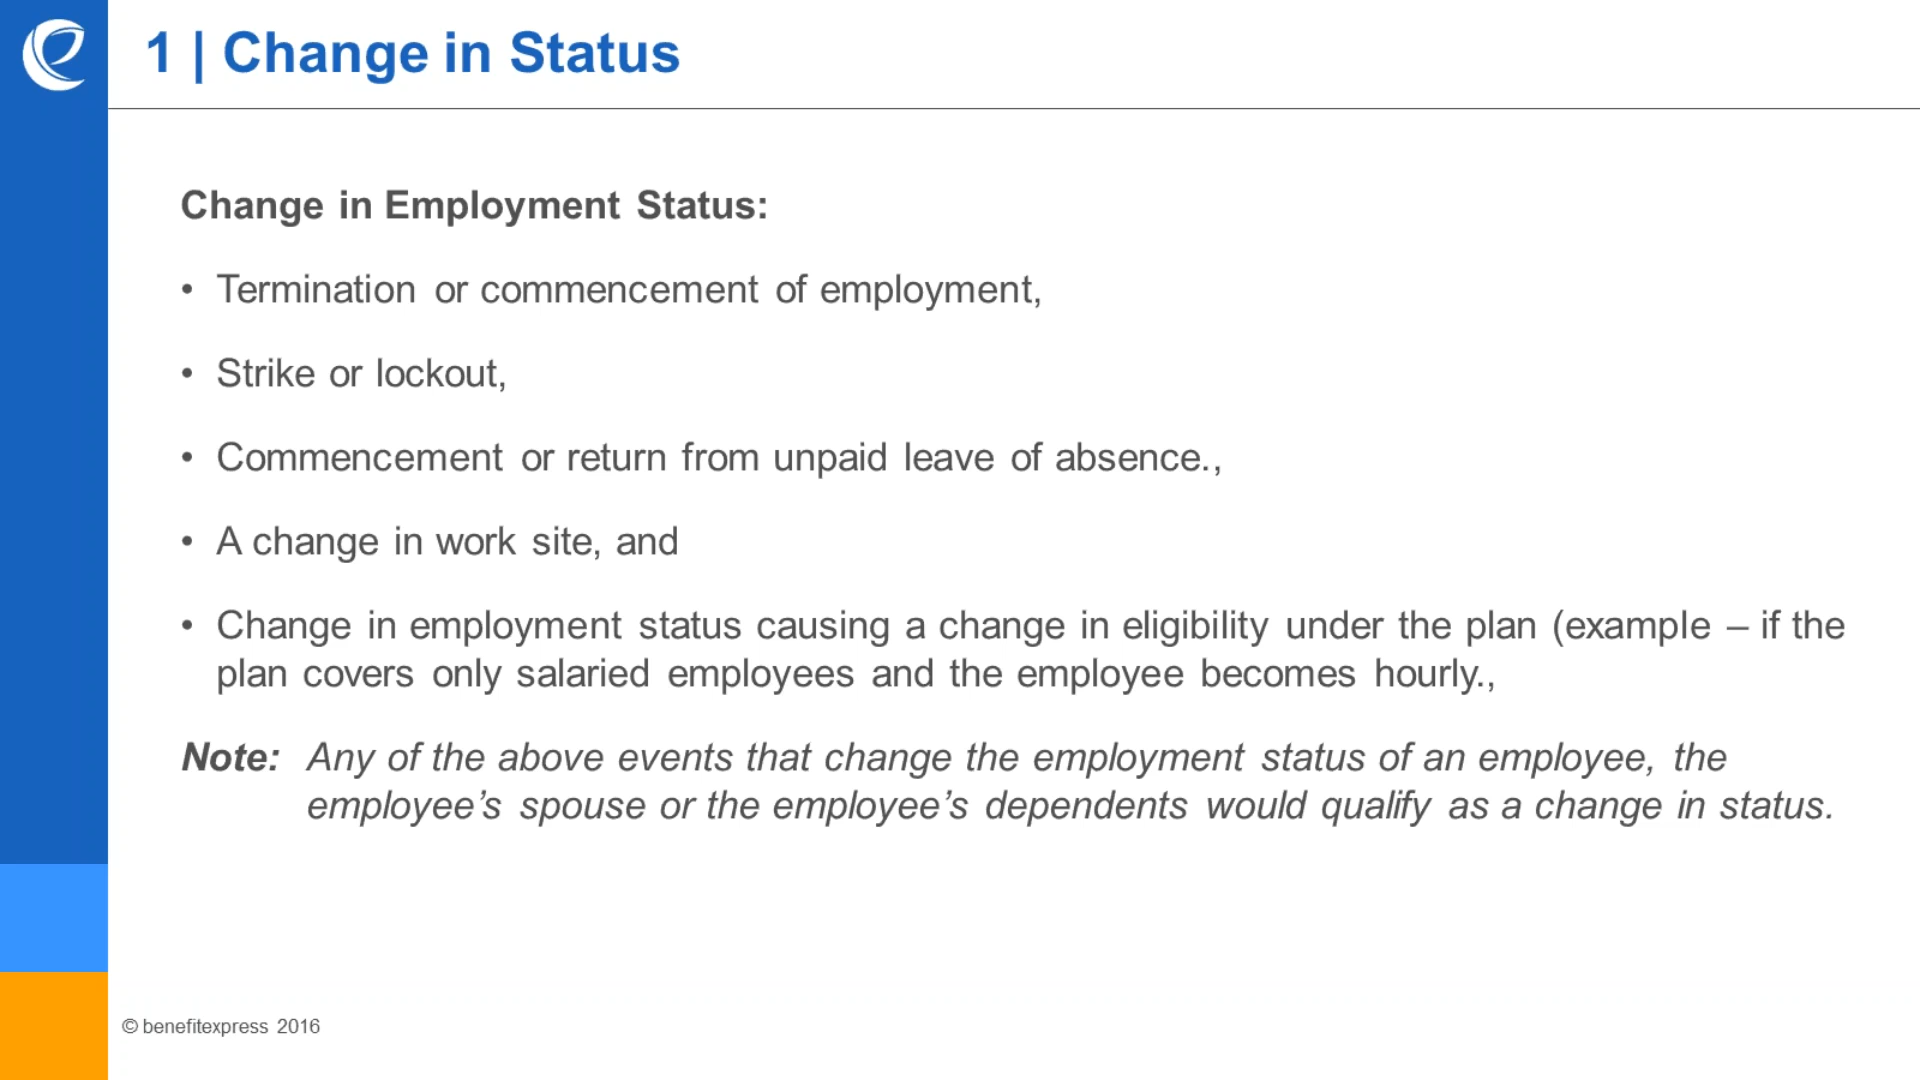 1 | Change in Status
Change in Employment Status:
• Termination or commencement of employment,
• Strike or lockout,
• Commencement or return from unpaid leave of absence.,
• A change in work site, and
• Change in employment status causing a change in eligibility under the plan (example – if the
plan covers only salaried employees and the employee becomes hourly.,
Note: Any of the above events that change the employment status of an employee, the
employee’s spouse or the employee’s dependents would qualify as a change in status.
© benefitexpress 2016